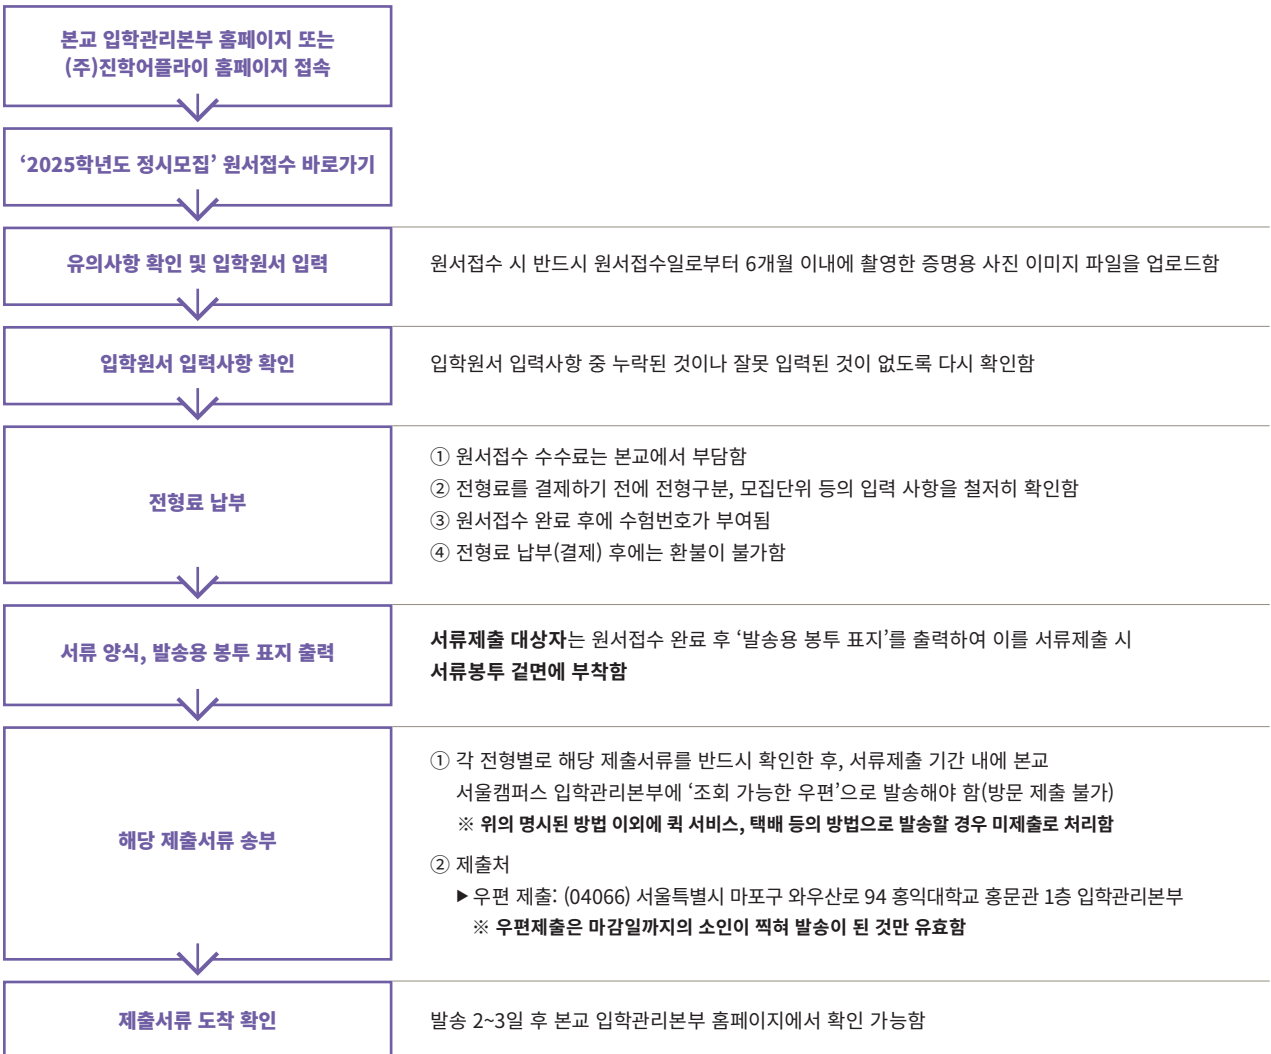 본교 입학관리본부 홈페이지 또는
(주)진학어플라이 홈페이지 접속
‘2025학년도 정시모집’ 원서접수 바로가기
유의사항 확인 및 입학원서 입력
원서접수 시 반드시 원서접수일로부터 6개월 이내에 촬영한 증명용 사진 이미지 파일을 업로드함
입학원서 입력사항 확인
입학원서 입력사항 중 누락된 것이나 잘못 입력된 것이 없도록 다시 확인함
전형료 납부
① 원서접수 수수료는 본교에서 부담함
② 전형료를 결제하기 전에 전형구분, 모집단위 등의 입력 사항을 철저히 확인함
③ 원서접수 완료 후에 수험번호가 부여됨
④ 전형료 납부(결제) 후에는 환불이 불가함
서류 양식, 발송용 봉투 표지 출력
서류제출 대상자는 원서접수 완료 후 ‘발송용 봉투 표지’를 출력하여 이를 서류제출 시
서류봉투 겉면에 부착함
해당 제출서류 송부
① 각 전형별로 해당 제출서류를 반드시 확인한 후, 서류제출 기간 내에 본교
서울캠퍼스 입학관리본부에 ‘조회 가능한 우편’으로 발송해야 함(방문 제출 불가)
※ 위의 명시된 방법 이외에 퀵 서비스, 택배 등의 방법으로 발송할 경우 미제출로 처리함
② 제출처
▶ 우편 제출: (04066) 서울특별시 마포구 와우산로 94 홍익대학교 홍문관 1층 입학관리본부
※ 우편제출은 마감일까지의 소인이 찍혀 발송이 된 것만 유효함
제출서류 도착 확인
발송 2~3일 후 본교 입학관리본부 홈페이지에서 확인 가능함